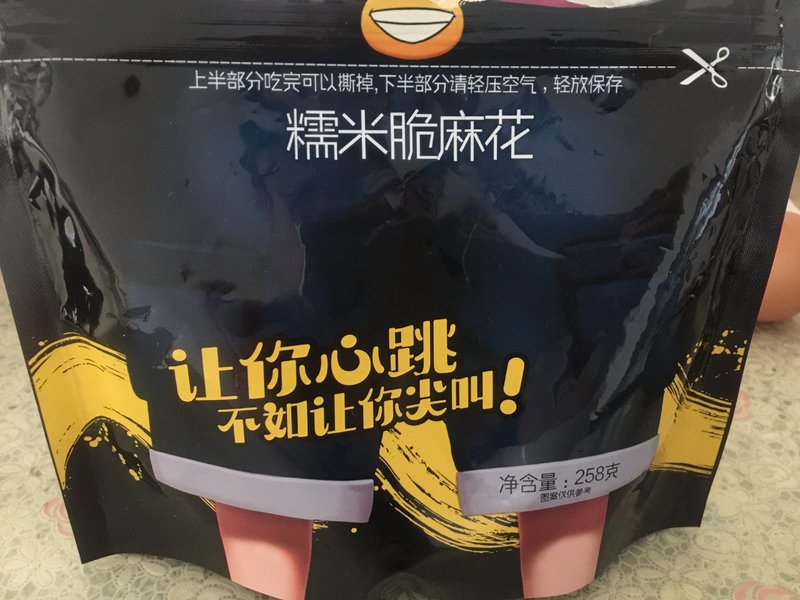 上半部分吃完可以撕掉,下半部分请轻压空气，轻放保存
糯米脆麻花
让你心跳
不如让你尖叫！
净含量：258克
图案仅供参考